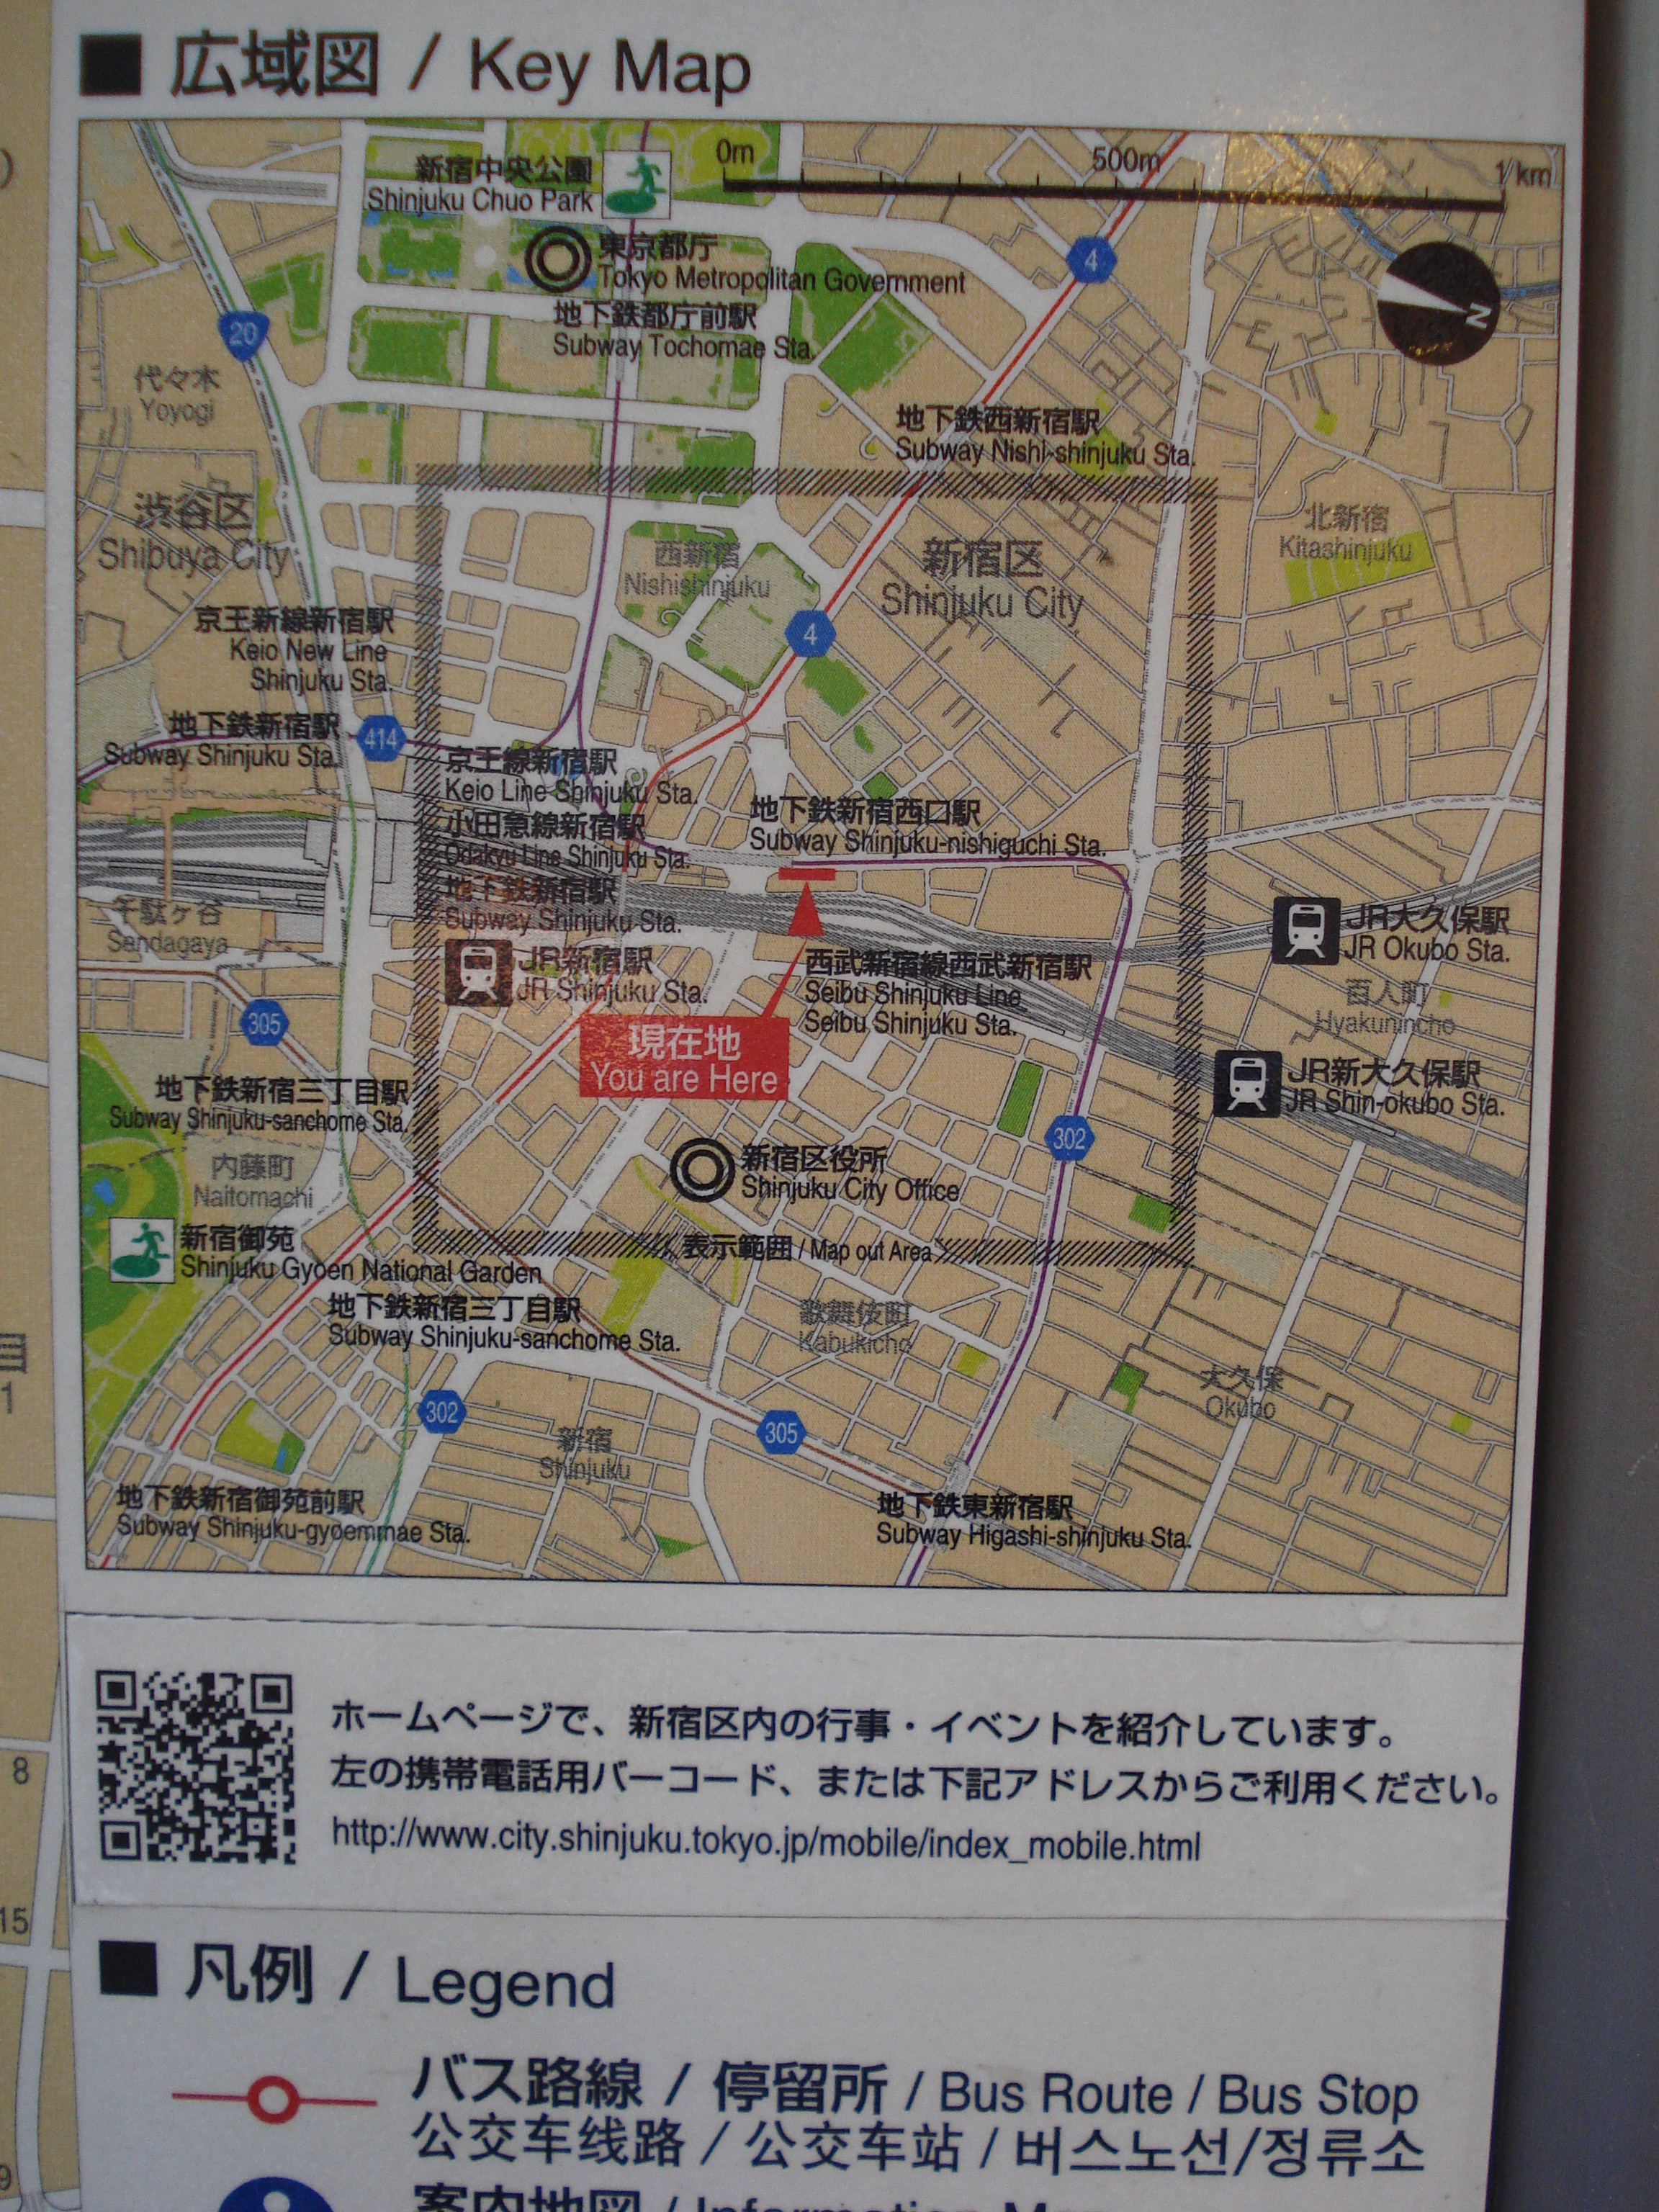 ■ 広域図 / Key Map
0m 500m 1 km
新宿中央公園
Shinjuku Chuo Park
東京都庁
Tokyo Metropolitan Government
4
地下鉄都庁前駅
Subway Tochomae Sta.
N
20
代々木
Yoyogi
地下鉄西新宿駅
Subway Nishi-shinjuku Sta.
渋谷区
Shibuya City
西新宿
Nishishinjuku
新宿区
Shinjuku City
北新宿
Kitashinjuku
京王新線新宿駅
Keio New Line
Shinjuku Sta.
4
地下鉄新宿駅
Subway Shinjuku Sta.
414
京王線新宿駅
Keio Line Shinjuku Sta.
小田急線新宿駅
Odakyu Line Shinjuku Sta.
地下鉄新宿西口駅
Subway Shinjuku-nishiguchi Sta.
地下鉄新宿駅
Subway Shinjuku Sta.
千駄ヶ谷
Sendagaya
JR新宿駅
JR Shinjuku Sta.
西武新宿線西武新宿駅
Seibu Shinjuku Line
Seibu Shinjuku Sta.
JR大久保駅
JR Okubo Sta.
百人町
Hyakunincho
305
現在地
You are Here
JR新大久保駅
JR Shin-okubo Sta.
地下鉄新宿三丁目駅
Subway Shinjuku-sanchome Sta.
302
内藤町
Naitomachi
新宿区役所
Shinjuku City Office
新宿御苑
Shinjuku Gyoen National Garden
表示範囲 / Map out Area
地下鉄新宿三丁目駅
Subway Shinjuku-sanchome Sta.
歌舞伎町
Kabukicho
大久保
Okubo
302
305
新宿
Shinjuku
地下鉄新宿御苑前駅
Subway Shinjuku-gyoemmae Sta.
地下鉄東新宿駅
Subway Higashi-shinjuku Sta.
ホームページで、新宿区内の行事・イベントを紹介しています。
左の携帯電話用バーコード、または下記アドレスからご利用ください。
http://www.city.shinjuku.tokyo.jp/mobile/index_mobile.html
■ 凡例 / Legend
バス路線 / 停留所 / Bus Route / Bus Stop
公交车线路 / 公交车站 / 버스노선/정류소
案内地図 / Information Map
1
8
15
9